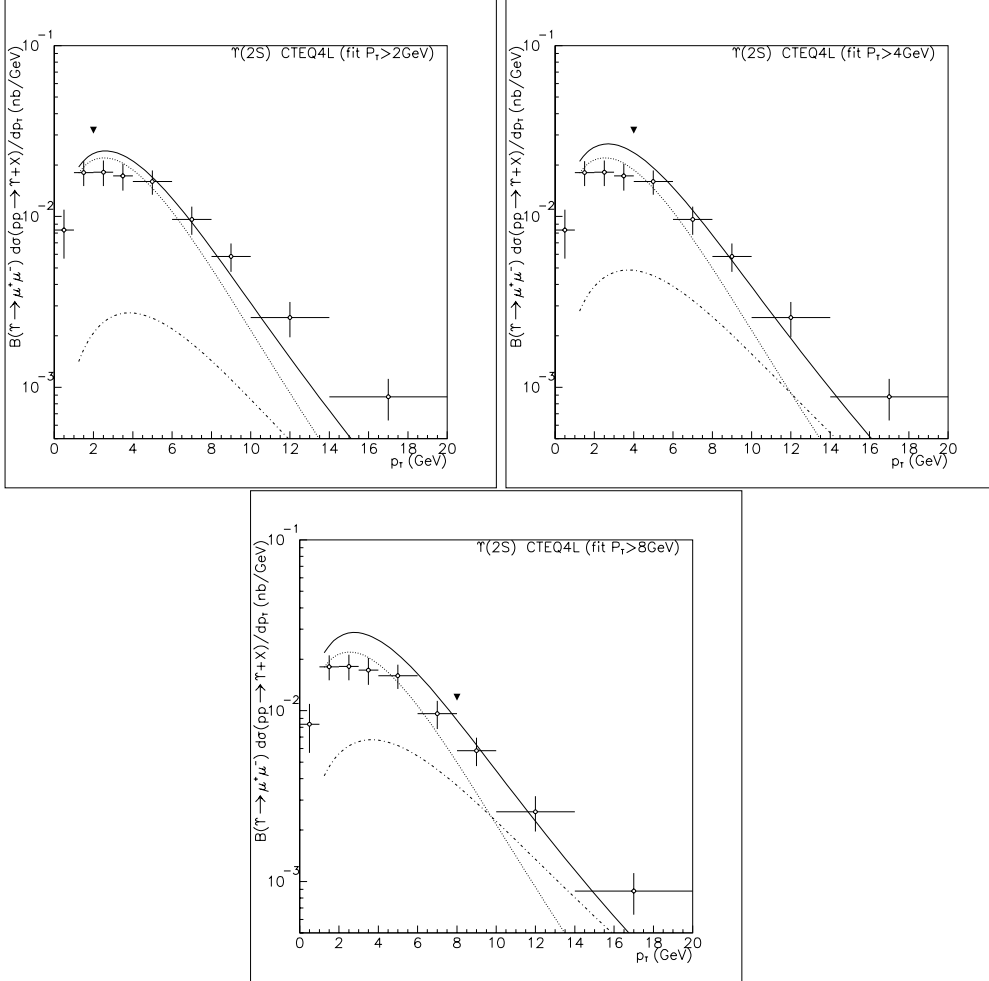 ϒ(2S) CTEQ4L (fit P_T>2GeV)
B(ϒ→μ⁺μ⁻) dσ(pp→ϒ+X)/dp_T (nb/GeV)
10⁻¹
10⁻²
10⁻³
0 2 4 6 8 10 12 14 16 18 20
p_T (GeV)
ϒ(2S) CTEQ4L (fit P_T>4GeV)
B(ϒ→μ⁺μ⁻) dσ(pp→ϒ+X)/dp_T (nb/GeV)
10⁻¹
10⁻²
10⁻³
0 2 4 6 8 10 12 14 16 18 20
p_T (GeV)
ϒ(2S) CTEQ4L (fit P_T>8GeV)
B(ϒ→μ⁺μ⁻) dσ(pp→ϒ+X)/dp_T (nb/GeV)
10⁻¹
10⁻²
10⁻³
0 2 4 6 8 10 12 14 16 18 20
p_T (GeV)